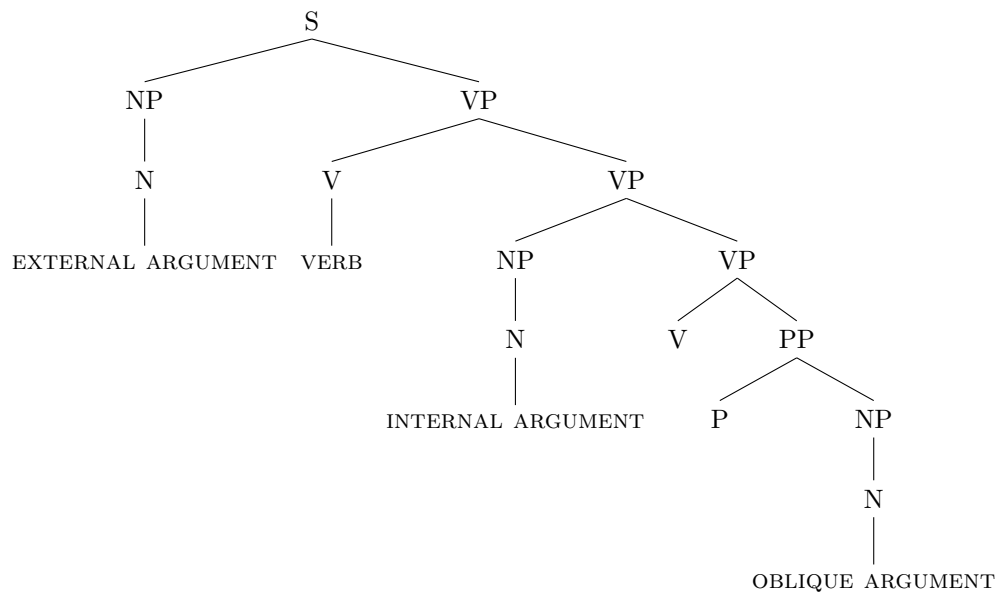 S
NP VP
N V VP
EXTERNAL ARGUMENT VERB NP VP
N V PP
INTERNAL ARGUMENT P NP
N
OBLIQUE ARGUMENT